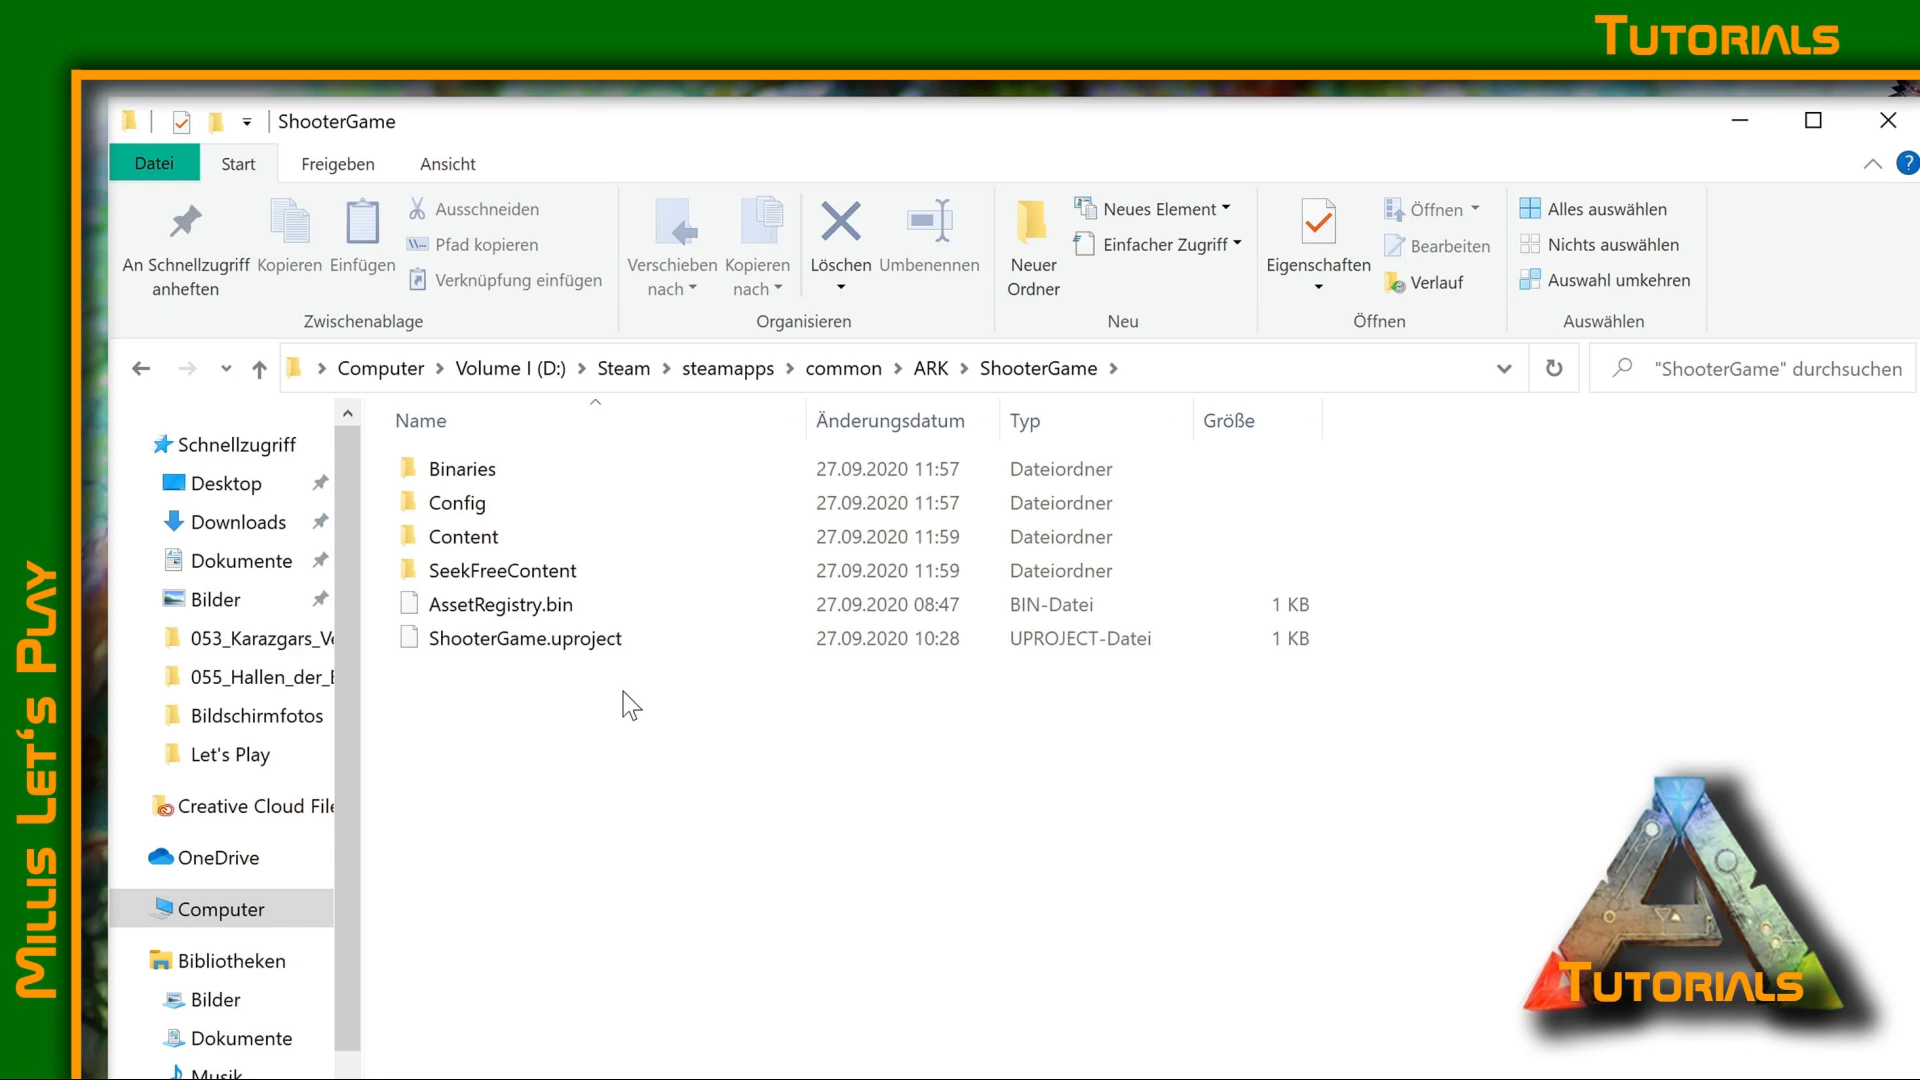 Tutorials
Millis Let's Play
ShooterGame
Datei Start Freigeben Ansicht
?
An Schnellzugriff anheften
Kopieren
Einfügen
Ausschneiden
Pfad kopieren
Verknüpfung einfügen
Zwischenablage
Verschieben nach
Kopieren nach
Löschen
Umbenennen
Organisieren
Neuer Ordner
Neues Element
Einfacher Zugriff
Neu
Eigenschaften
Öffnen
Bearbeiten
Verlauf
Öffnen
Alles auswählen
Nichts auswählen
Auswahl umkehren
Auswählen
Computer Volume I (D:) Steam steamapps common ARK ShooterGame
"ShooterGame" durchsuchen
Schnellzugriff
Desktop
Downloads
Dokumente
Bilder
053_Karazgars_Ve
055_Hallen_der_E
Bildschirmfotos
Let's Play
Creative Cloud File
OneDrive
Computer
Bibliotheken
Bilder
Dokumente
Musik
Name Änderungsdatum Typ Größe
Binaries 27.09.2020 11:57 Dateiordner
Config 27.09.2020 11:57 Dateiordner
Content 27.09.2020 11:59 Dateiordner
SeekFreeContent 27.09.2020 11:59 Dateiordner
AssetRegistry.bin 27.09.2020 08:47 BIN-Datei 1 KB
ShooterGame.uproject 27.09.2020 10:28 UPROJECT-Datei 1 KB
Tutorials